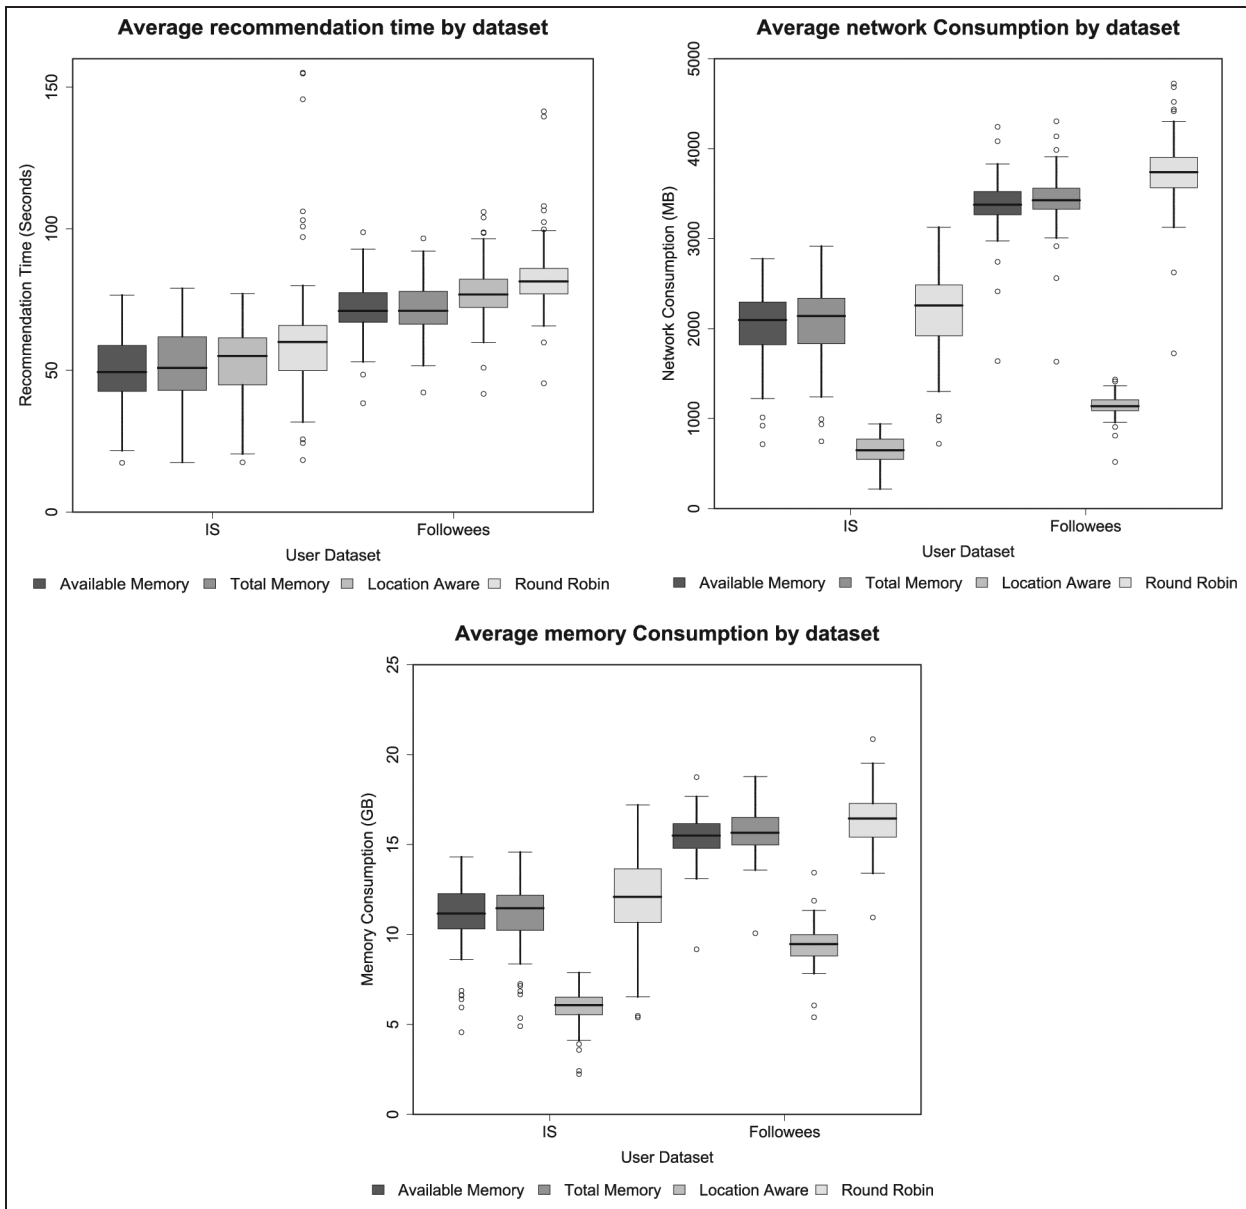 Average recommendation time by dataset
Recommendation Time (Seconds)
150
100
50
0
IS Followees
User Dataset
Available Memory Total Memory Location Aware Round Robin
Average network Consumption by dataset
Network Consumption (MB)
5000
4000
3000
2000
1000
0
IS Followees
User Dataset
Available Memory Total Memory Location Aware Round Robin
Average memory Consumption by dataset
Memory Consumption (GB)
25
20
15
10
5
0
IS Followees
User Dataset
Available Memory Total Memory Location Aware Round Robin